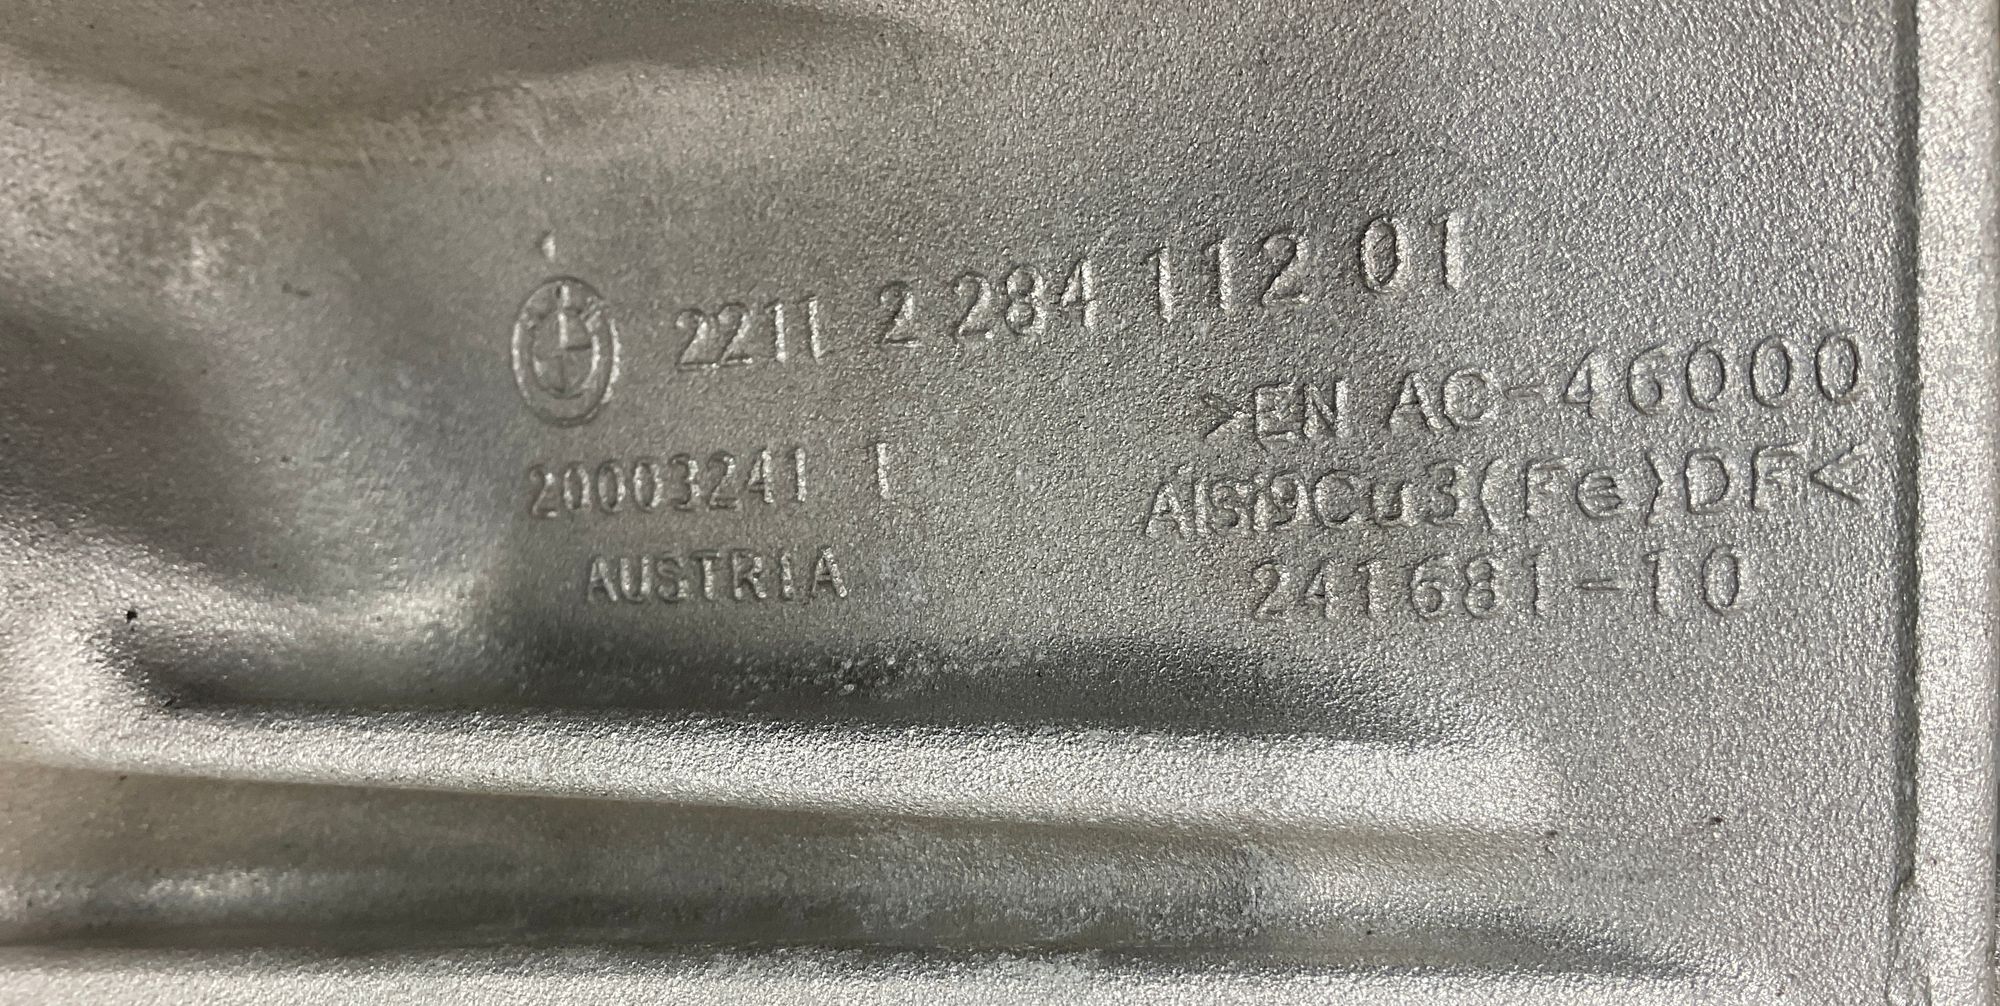 2211 2 284 112 01
>EN AC-46000
AlSi9Cu3(Fe)DF<
241681-10
20003241 1
AUSTRIA